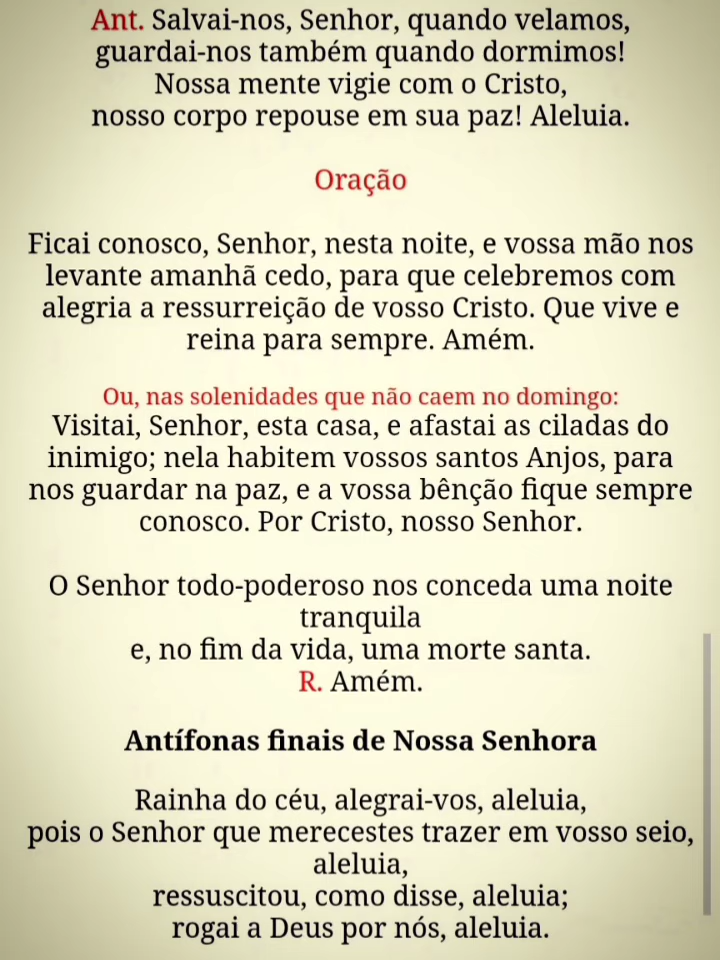 Ant. Salvai-nos, Senhor, quando velamos,
guardai-nos também quando dormimos!
Nossa mente vigie com o Cristo,
nosso corpo repouse em sua paz! Aleluia.
Oração
Ficai conosco, Senhor, nesta noite, e vossa mão nos
levante amanhã cedo, para que celebremos com
alegria a ressurreição de vosso Cristo. Que vive e
reina para sempre. Amém.
Ou, nas solenidades que não caem no domingo:
Visitai, Senhor, esta casa, e afastai as ciladas do
inimigo; nela habitem vossos santos Anjos, para
nos guardar na paz, e a vossa bênção fique sempre
conosco. Por Cristo, nosso Senhor.
O Senhor todo-poderoso nos conceda uma noite
tranquila
e, no fim da vida, uma morte santa.
R. Amém.
Antífonas finais de Nossa Senhora
Rainha do céu, alegrai-vos, aleluia,
pois o Senhor que merecestes trazer em vosso seio,
aleluia,
ressuscitou, como disse, aleluia;
rogai a Deus por nós, aleluia.